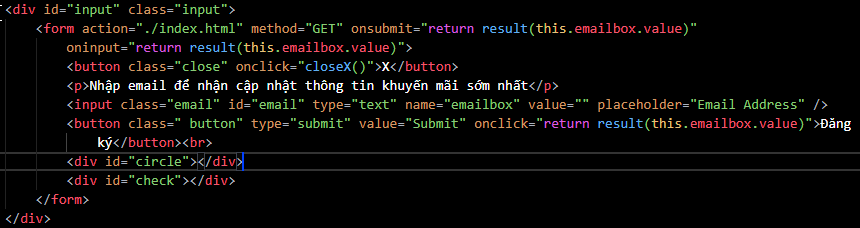 <div id="input" class="input">
<form action="./index.html" method="GET" onsubmit="return result(this.emailbox.value)"
oninput="return result(this.emailbox.value)">
<button class="close" onclick="closeX()">X</button>
<p>Nhập email để nhận cập nhật thông tin khuyến mãi sớm nhất</p>
<input class="email" id="email" type="text" name="emailbox" value="" placeholder="Email Address" />
<button class=" button" type="submit" value="Submit" onclick="return result(this.emailbox.value)">Đăng
ký</button><br>
<div id="circle"></div>
<div id="check"></div>
</form>
</div>